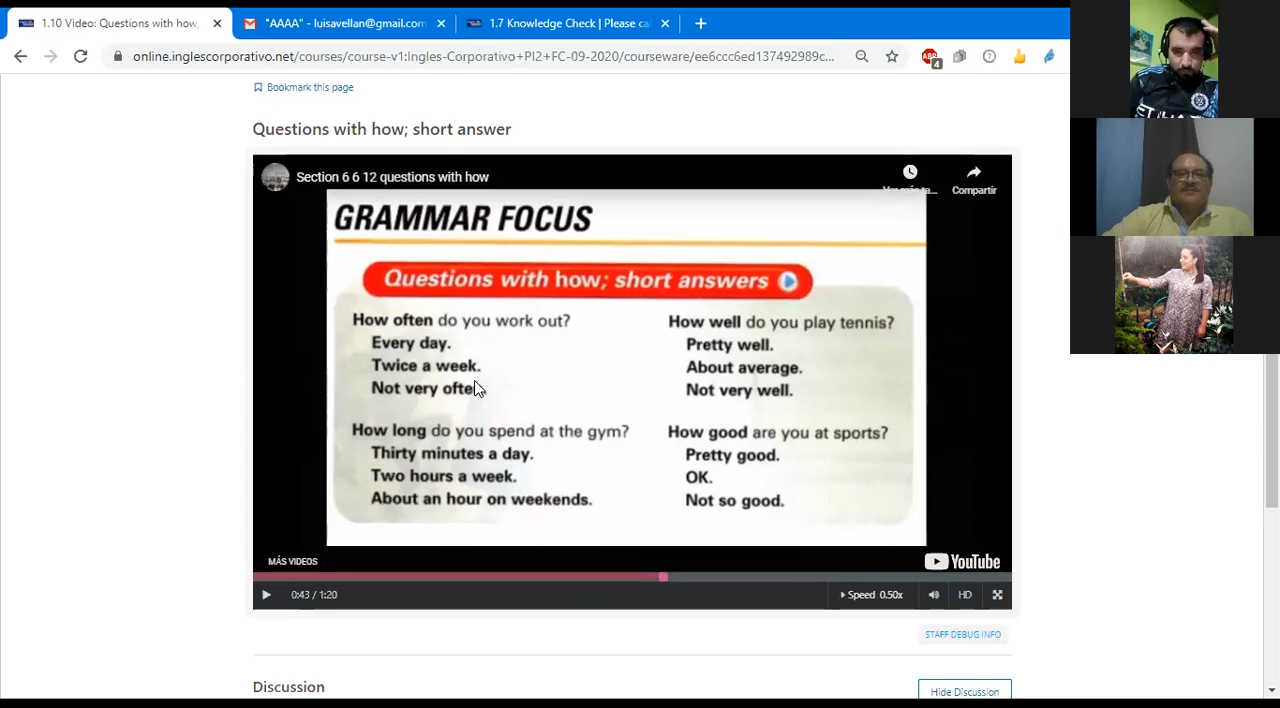 1.10 Video: Questions with how;
"AAAA" - luisavellan@gmail.com
1.7 Knowledge Check | Please
online.inglescorporativo.net/courses/course-v1:Ingles-Corporativo+PI2+FC-09-2020/courseware/ee6ccc6ed137492989c...
ABP
4
Bookmark this page
Questions with how; short answer
Section 6 6 12 questions with how
Compartir
GRAMMAR FOCUS
Questions with how; short answers
How often do you work out?
Every day.
Twice a week.
Not very often
How long do you spend at the gym?
Thirty minutes a day.
Two hours a week.
About an hour on weekends.
How well do you play tennis?
Pretty well.
About average.
Not very well.
How good are you at sports?
Pretty good.
OK.
Not so good.
MÁS VIDEOS
YouTube
0:43 / 1:20
Speed 0.50x
HD
STAFF DEBUG INFO
Discussion
Hide Discussion